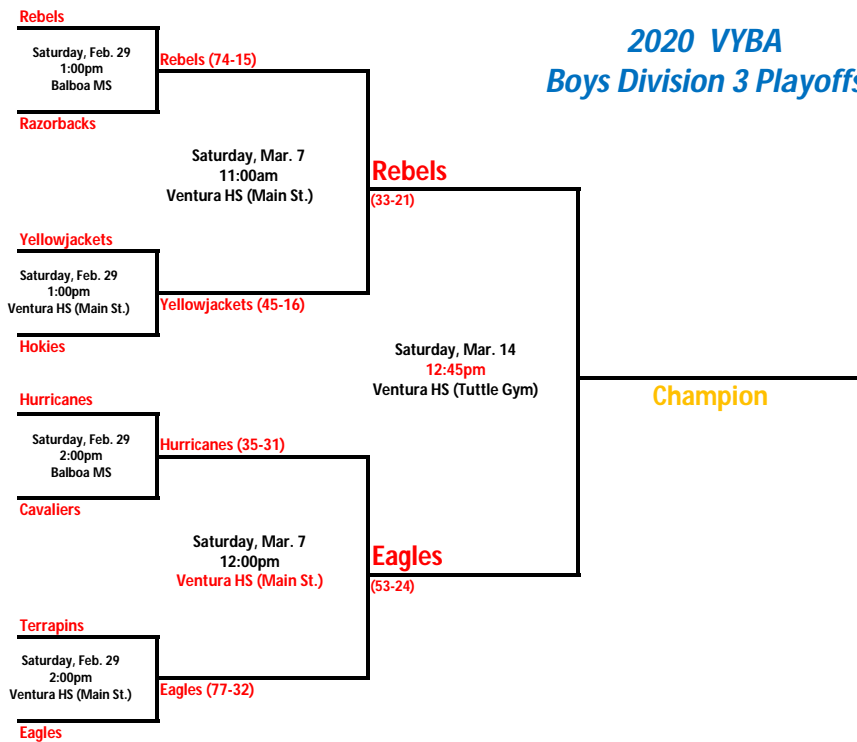 2020 VYBA
Boys Division 3 Playoffs
Rebels
Saturday, Feb. 29
1:00pm
Balboa MS
Razorbacks
Rebels (74-15)
Saturday, Mar. 7
11:00am
Ventura HS (Main St.)
Rebels
(33-21)
Yellowjackets
Saturday, Feb. 29
1:00pm
Ventura HS (Main St.)
Hokies
Yellowjackets (45-16)
Saturday, Mar. 14
12:45pm
Ventura HS (Tuttle Gym)
Champion
Hurricanes
Saturday, Feb. 29
2:00pm
Balboa MS
Cavaliers
Hurricanes (35-31)
Saturday, Mar. 7
12:00pm
Ventura HS (Main St.)
Eagles
(53-24)
Terrapins
Saturday, Feb. 29
2:00pm
Ventura HS (Main St.)
Eagles
Eagles (77-32)